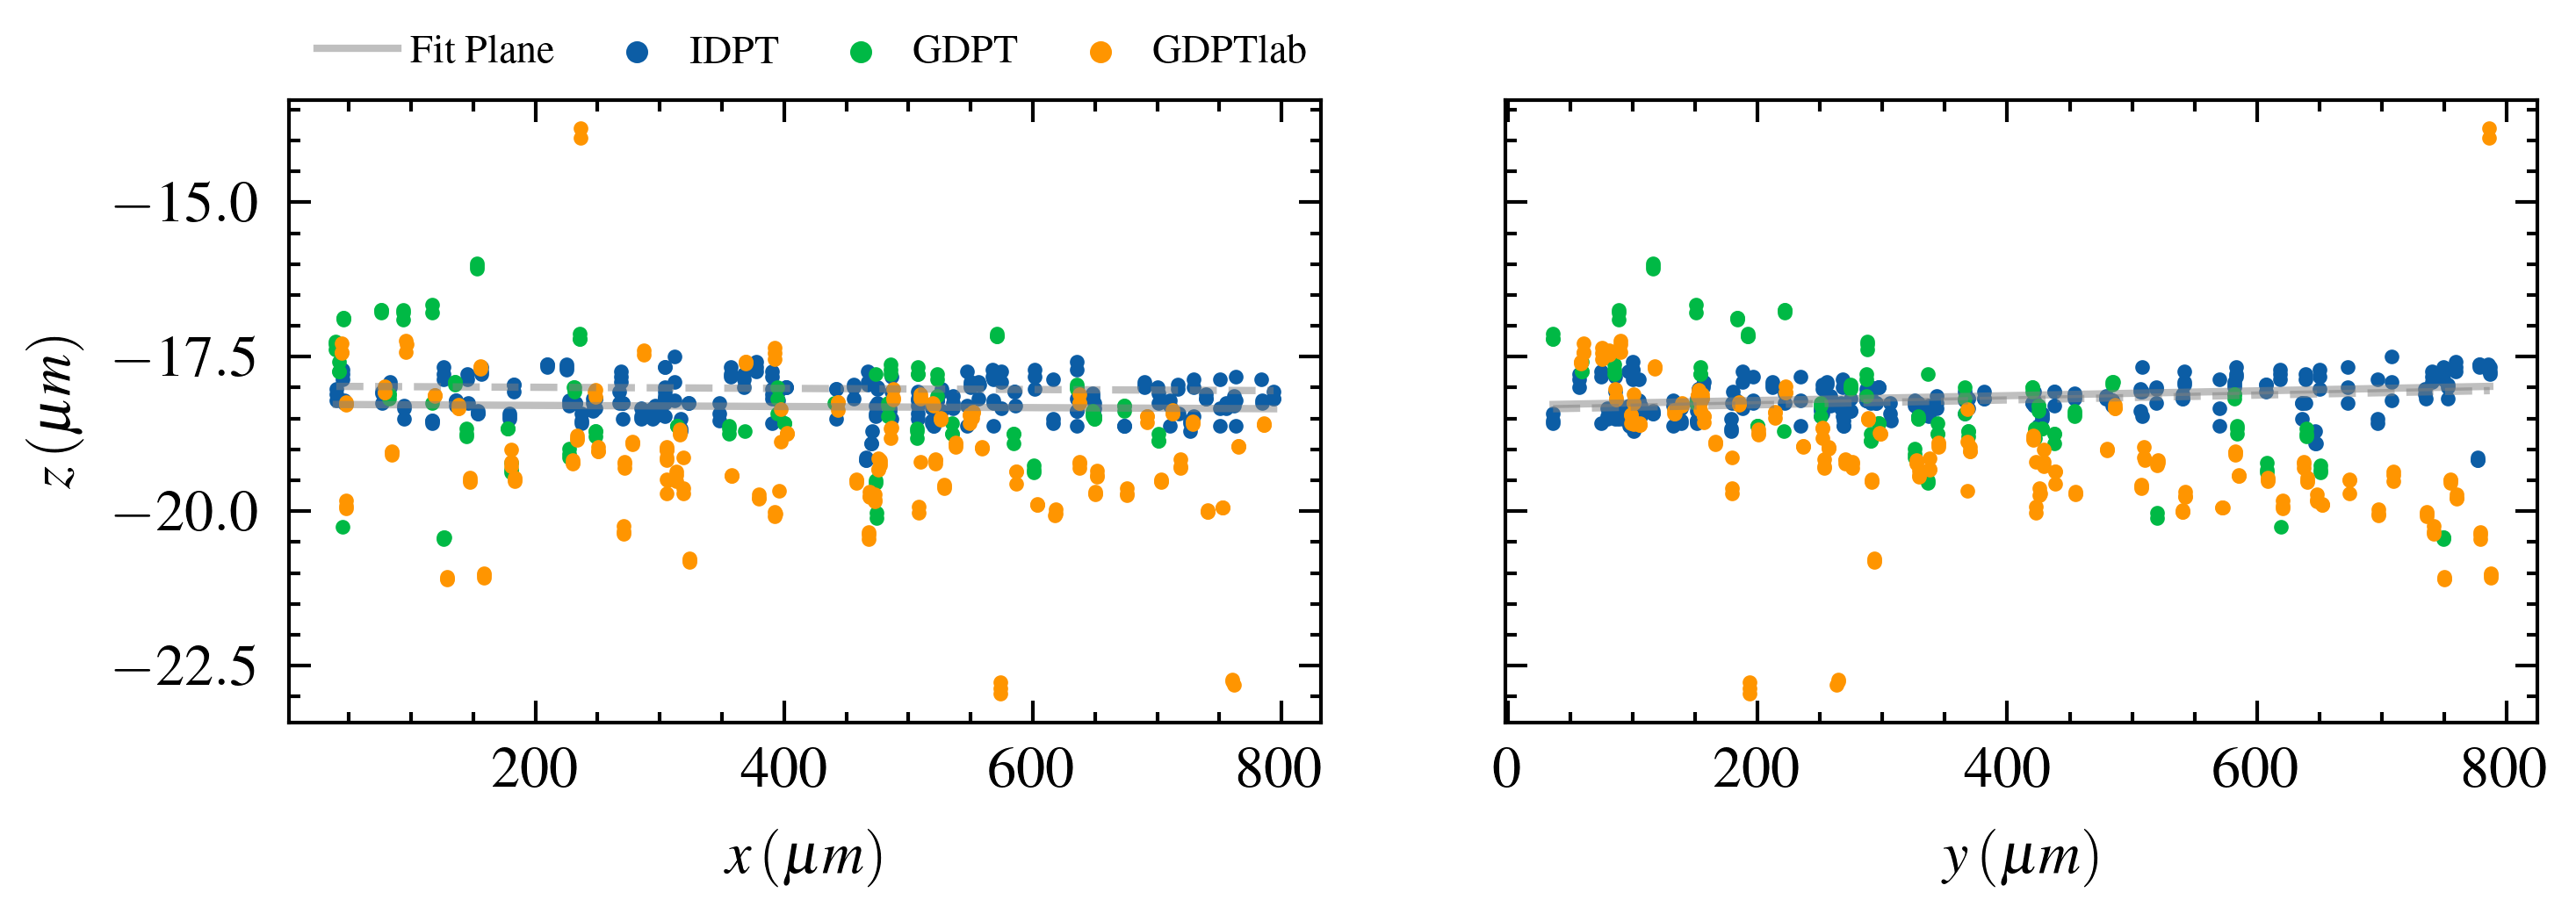 Fit Plane IDPT GDPT GDPTlab
−15.0
−17.5
−20.0
−22.5
z (μm)
200 400 600 800
x (μm)
0 200 400 600 800
y (μm)